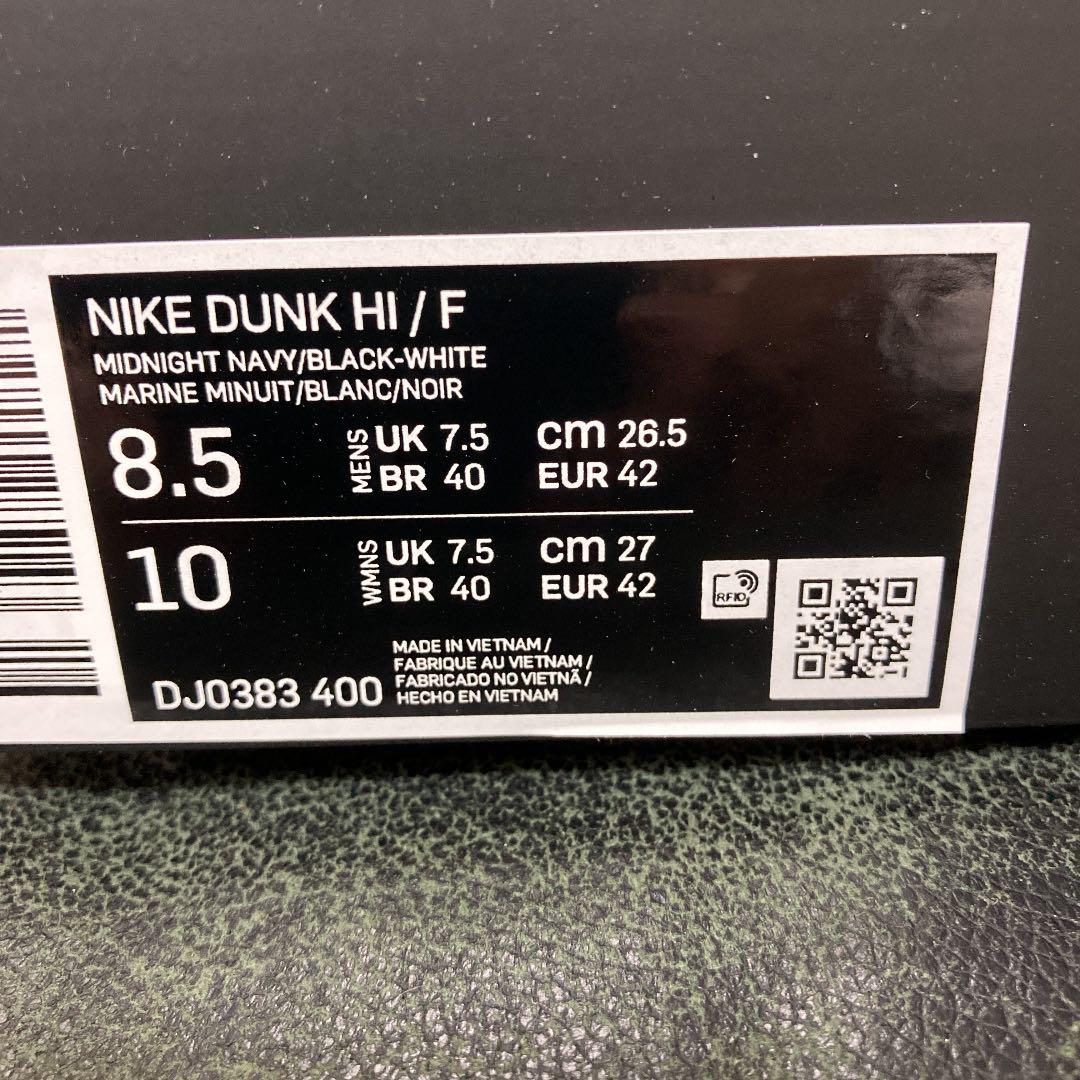 NIKE DUNK HI / F
MIDNIGHT NAVY/BLACK-WHITE
MARINE MINUIT/BLANC/NOIR
8.5 MENS UK 7.5 cm 26.5
BR 40 EUR 42
10 WMNS UK 7.5 cm 27
BR 40 EUR 42
RFID
DJ0383 400
MADE IN VIETNAM /
FABRIQUE AU VIETNAM /
FABRICADO NO VIETNÃ /
HECHO EN VIETNAM